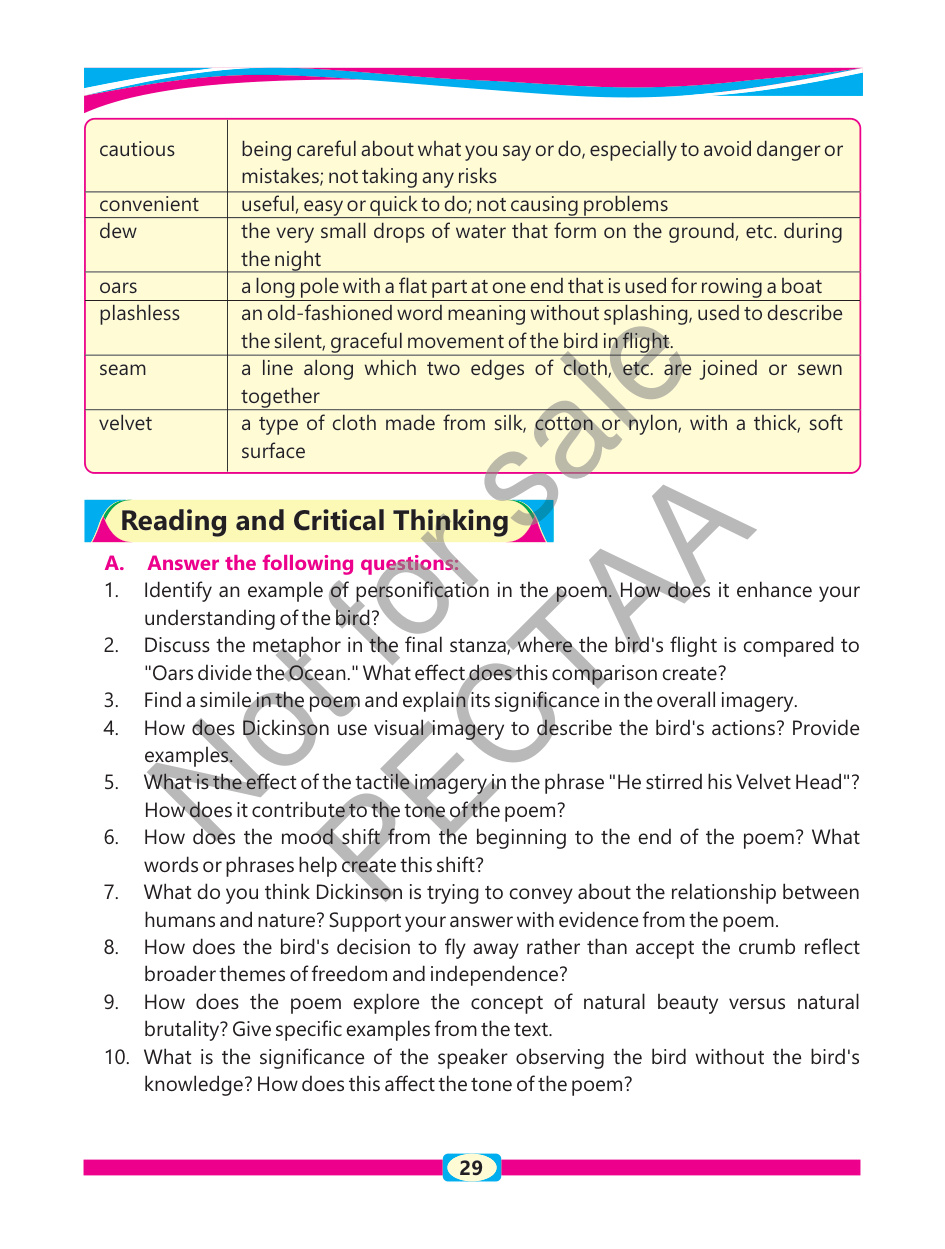 cautious being careful about what you say or do, especially to avoid danger or
mistakes; not taking any risks
convenient useful, easy or quick to do; not causing problems
dew the very small drops of water that form on the ground, etc. during
the night
oars a long pole with a flat part at one end that is used for rowing a boat
plashless an old-fashioned word meaning without splashing, used to describe
the silent, graceful movement of the bird in flight.
seam a line along which two edges of cloth, etc. are joined or sewn
together
velvet a type of cloth made from silk, cotton or nylon, with a thick, soft
surface
Reading and Critical Thinking
A. Answer the following questions:
1. Identify an example of personification in the poem. How does it enhance your
understanding of the bird?
2. Discuss the metaphor in the final stanza, where the bird's flight is compared to
"Oars divide the Ocean." What effect does this comparison create?
3. Find a simile in the poem and explain its significance in the overall imagery.
4. How does Dickinson use visual imagery to describe the bird's actions? Provide
examples.
5. What is the effect of the tactile imagery in the phrase "He stirred his Velvet Head"?
How does it contribute to the tone of the poem?
6. How does the mood shift from the beginning to the end of the poem? What
words or phrases help create this shift?
7. What do you think Dickinson is trying to convey about the relationship between
humans and nature? Support your answer with evidence from the poem.
8. How does the bird's decision to fly away rather than accept the crumb reflect
broader themes of freedom and independence?
9. How does the poem explore the concept of natural beauty versus natural
brutality? Give specific examples from the text.
10. What is the significance of the speaker observing the bird without the bird's
knowledge? How does this affect the tone of the poem?
Not for sale
PECTAA
29